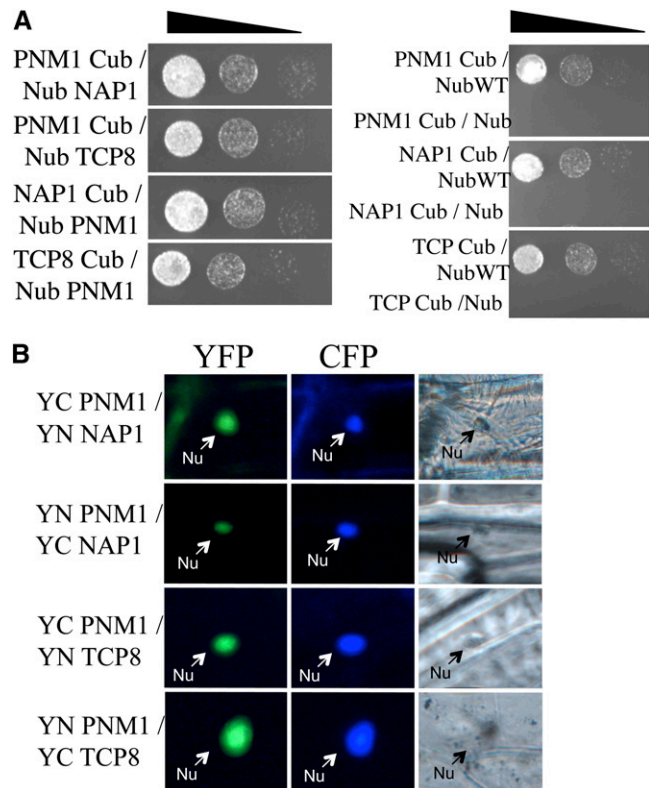 A
PNM1 Cub /
Nub NAP1
PNM1 Cub /
Nub TCP8
NAP1 Cub /
Nub PNM1
TCP8 Cub /
Nub PNM1
PNM1 Cub /
NubWT
PNM1 Cub / Nub
NAP1 Cub /
NubWT
NAP1 Cub / Nub
TCP Cub /
NubWT
TCP Cub /Nub
B
YFP
CFP
YC PNM1 /
YN NAP1
Nu
Nu
Nu
YN PNM1 /
YC NAP1
Nu
Nu
Nu
YC PNM1 /
YN TCP8
Nu
Nu
Nu
YN PNM1 /
YC TCP8
Nu
Nu
Nu